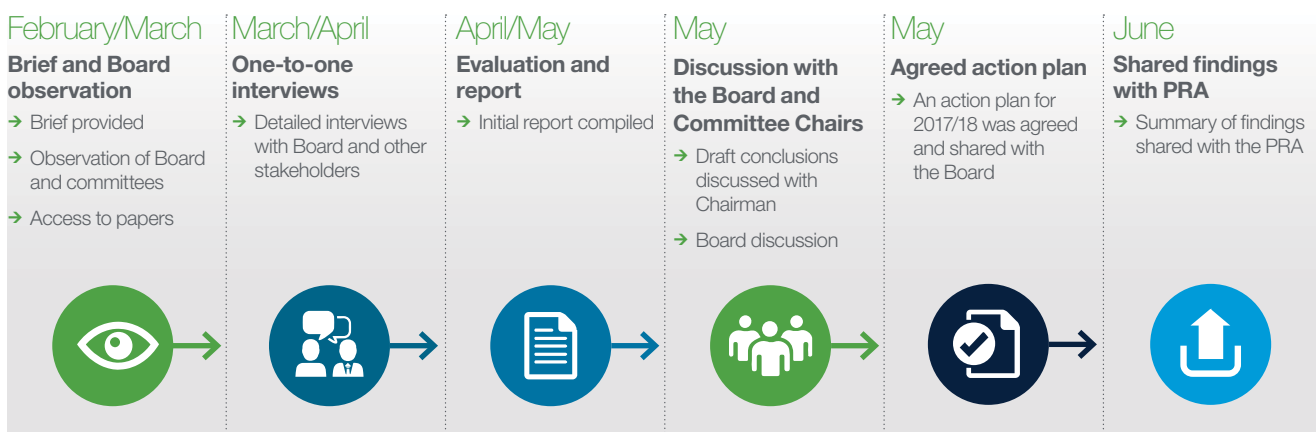 February/March
Brief and Board
observation
→ Brief provided
→ Observation of Board
and committees
→ Access to papers
March/April
One-to-one
interviews
→ Detailed interviews
with Board and other
stakeholders
April/May
Evaluation and
report
→ Initial report compiled
May
Discussion with
the Board and
Committee Chairs
→ Draft conclusions
discussed with
Chairman
→ Board discussion
May
Agreed action plan
→ An action plan for
2017/18 was agreed
and shared with
the Board
June
Shared findings
with PRA
→ Summary of findings
shared with the PRA